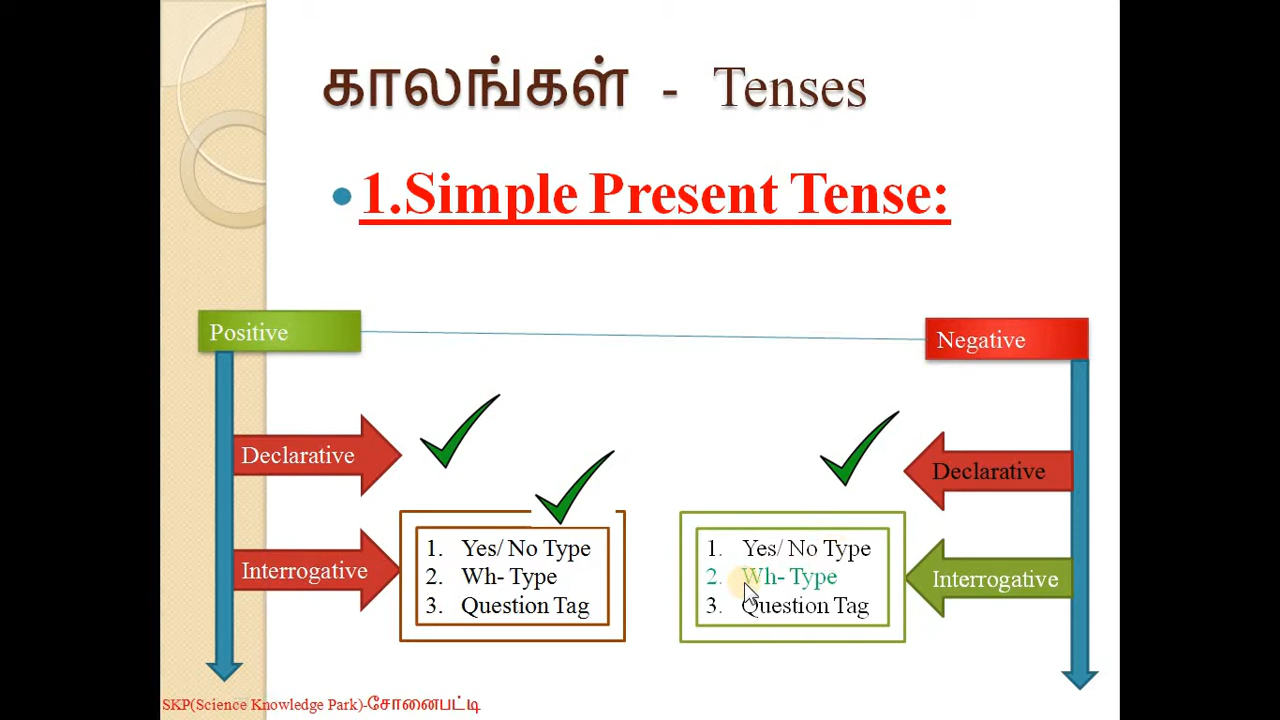 காலங்கள் - Tenses
1.Simple Present Tense:
Positive
Negative
Declarative
Declarative
Interrogative
1. Yes/ No Type
2. Wh- Type
3. Question Tag
1. Yes/ No Type
2. Wh- Type
3. Question Tag
Interrogative
SKP(Science Knowledge Park)-சோனைபட்டி